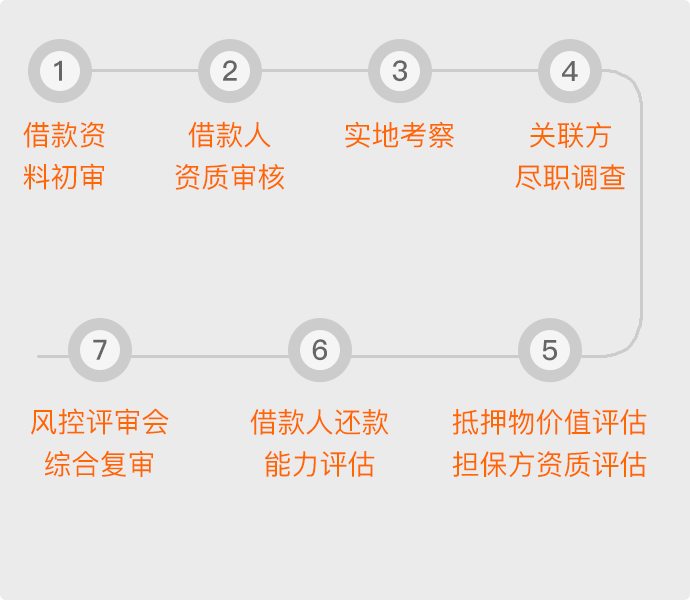 1
借款资
料初审
2
借款人
资质审核
3
实地考察
4
关联方
尽职调查
5
抵押物价值评估
担保方资质评估
6
借款人还款
能力评估
7
风控评审会
综合复审